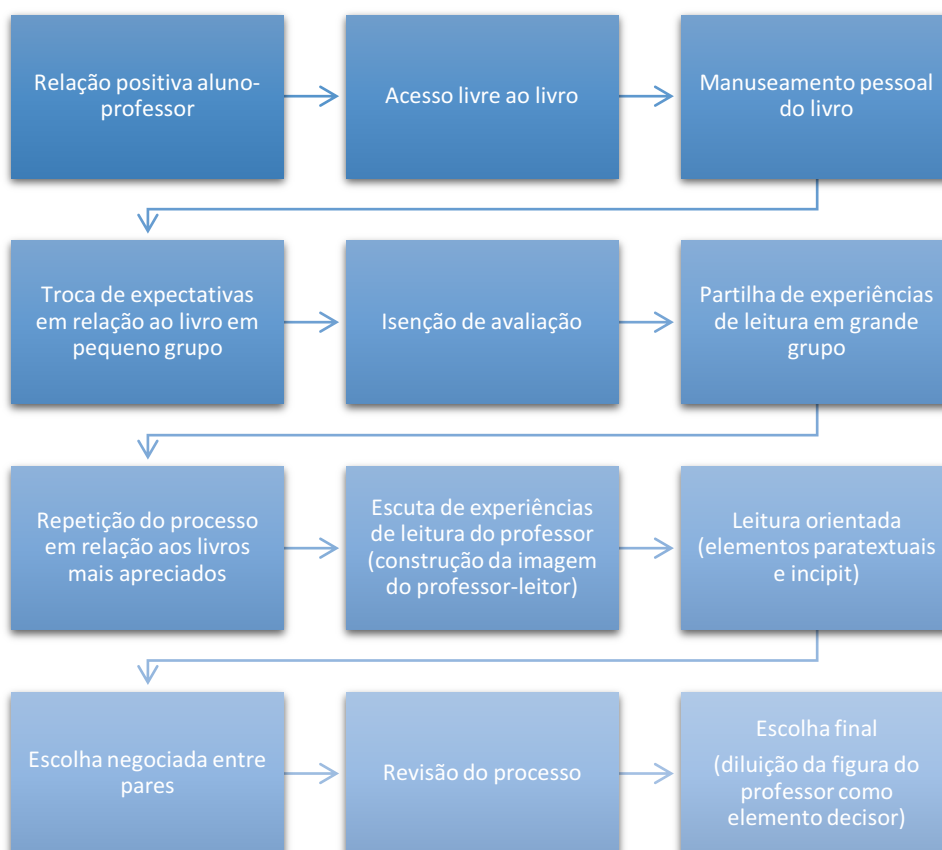 Relação positiva aluno-
professor
Acesso livre ao livro
Manuseamento pessoal
do livro
Troca de expectativas
em relação ao livro em
pequeno grupo
Isenção de avaliação
Partilha de experiências
de leitura em grande
grupo
Repetição do processo
em relação aos livros
mais apreciados
Escuta de experiências
de leitura do professor
(construção da imagem
do professor-leitor)
Leitura orientada
(elementos paratextuais
e incipit)
Escolha negociada entre
pares
Revisão do processo
Escolha final
(diluição da figura do
professor como
elemento decisor)